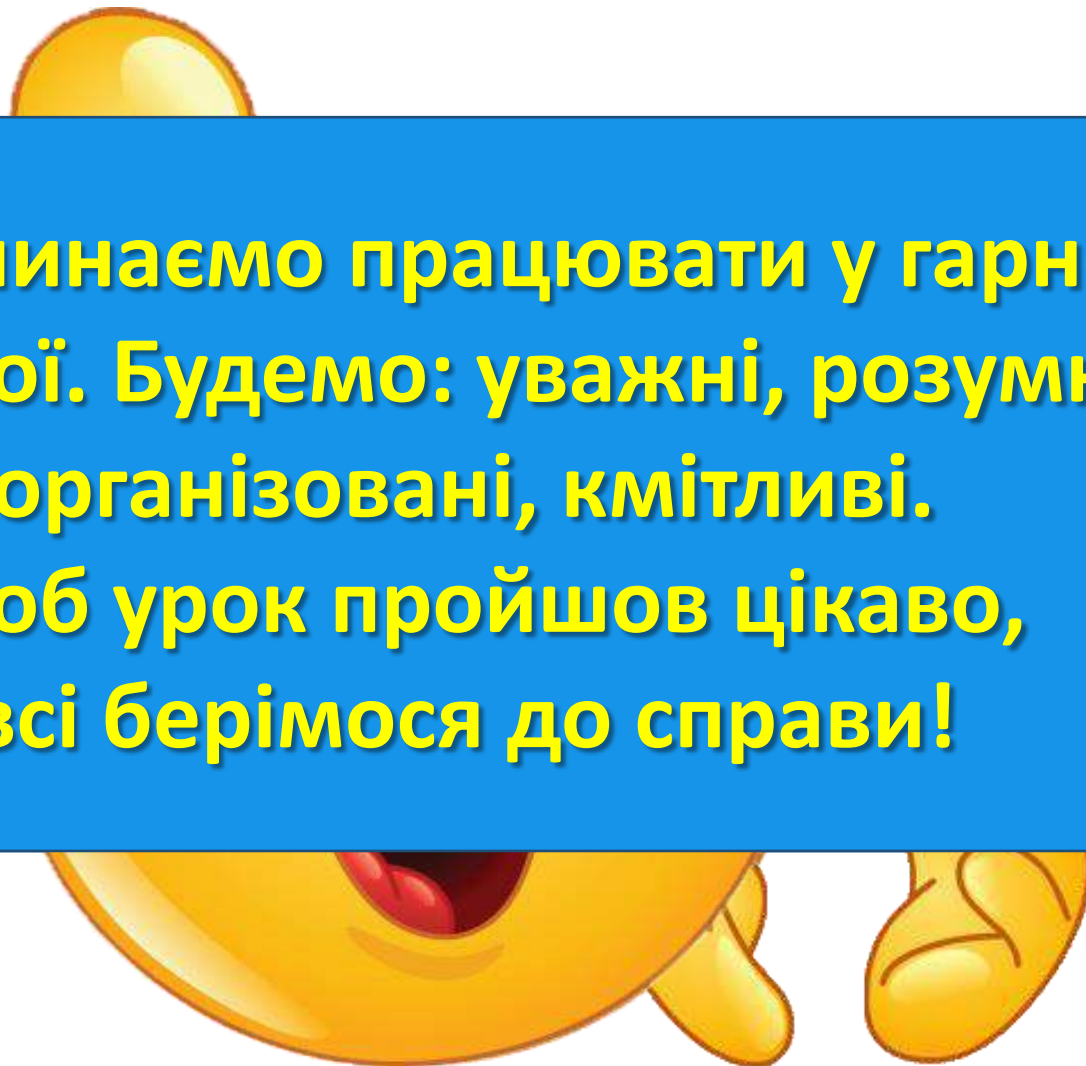 инаємо працювати у гарн
ої. Будемо: уважні, розумн
організовані, кмітливі.
об урок пройшов цікаво,
всі берімося до справи!